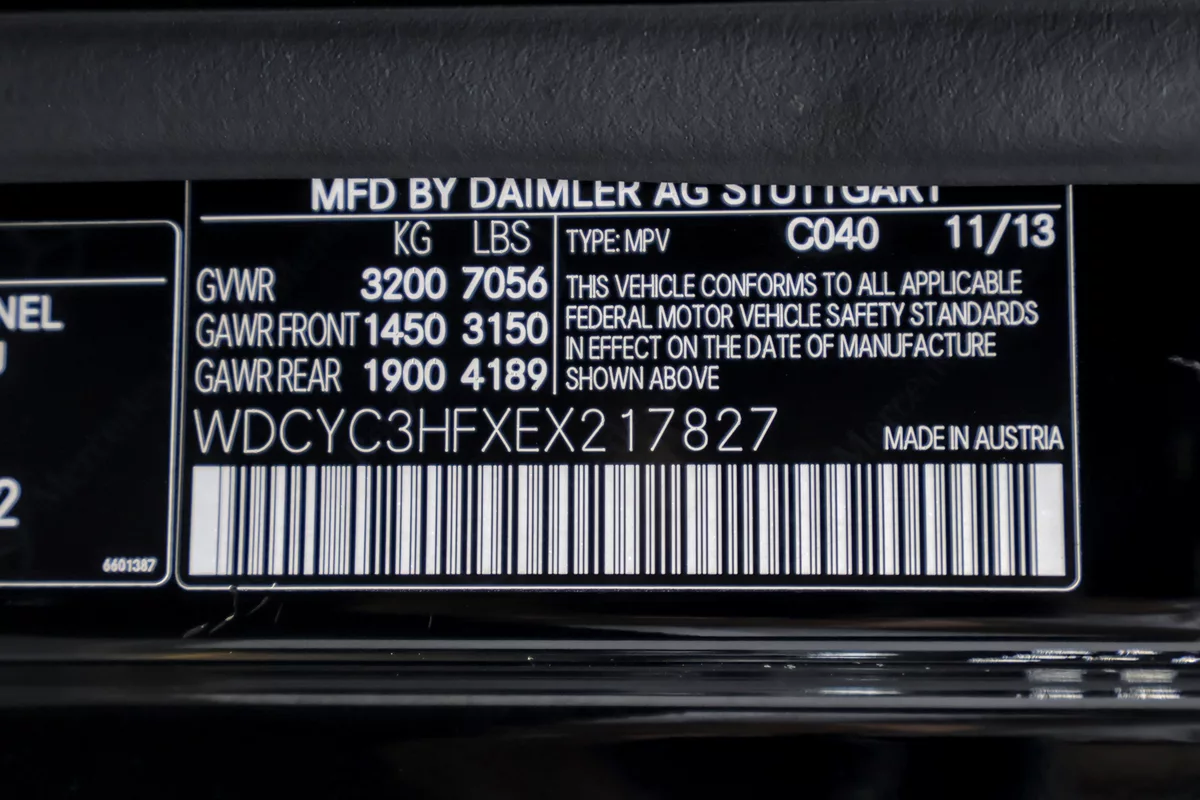 MFD BY DAIMLER AG STUTTGART
KG LBS
GVWR 3200 7056
GAWR FRONT 1450 3150
GAWR REAR 1900 4189
TYPE: MPV C040 11/13
THIS VEHICLE CONFORMS TO ALL APPLICABLE
FEDERAL MOTOR VEHICLE SAFETY STANDARDS
IN EFFECT ON THE DATE OF MANUFACTURE
SHOWN ABOVE
WDCYC3HFXEX217827
MADE IN AUSTRIA
NEL
2
6601387